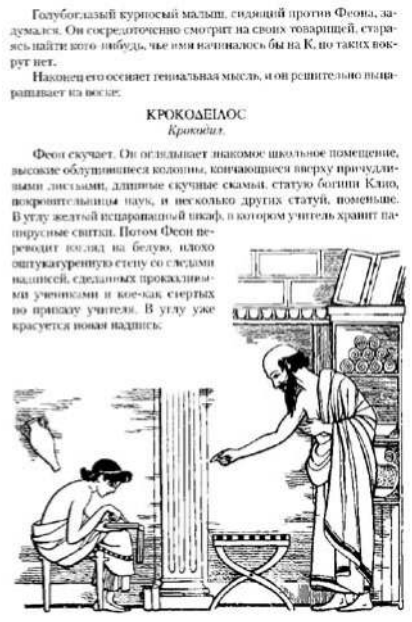 Голубоглазый курносый малыш, сидящий против Феона, за-
думался. Он сосредоточенно смотрит на своих товарищей, стара-
ясь найти кого-нибудь, чье имя начиналось бы на К, но таких вок-
руг нет.
Наконец его осеняет гениальная мысль, и он решительно выца-
рапывает на воске:
ΚΡΟΚΟΔΕΙΛΟΣ
Крокодил.
Феон скучает. Он оглядывает знакомое школьное помещение,
высокие облупившиеся колонны, кончающиеся вверху причудли-
выми листьями, длинные скучные скамьи, статую богини Клио,
покровительницы наук, и несколько других статуй, поменьше.
В углу желтый исцарапанный шкаф, в котором учитель хранит па-
пирусные свитки. Потом Феон пе-
реводит взгляд на белую, плохо
оштукатуренную стену со следами
надписей, сделанных проказливы-
ми учениками и кое-как стертых
по приказу учителя. В углу уже
красуется новая надпись: